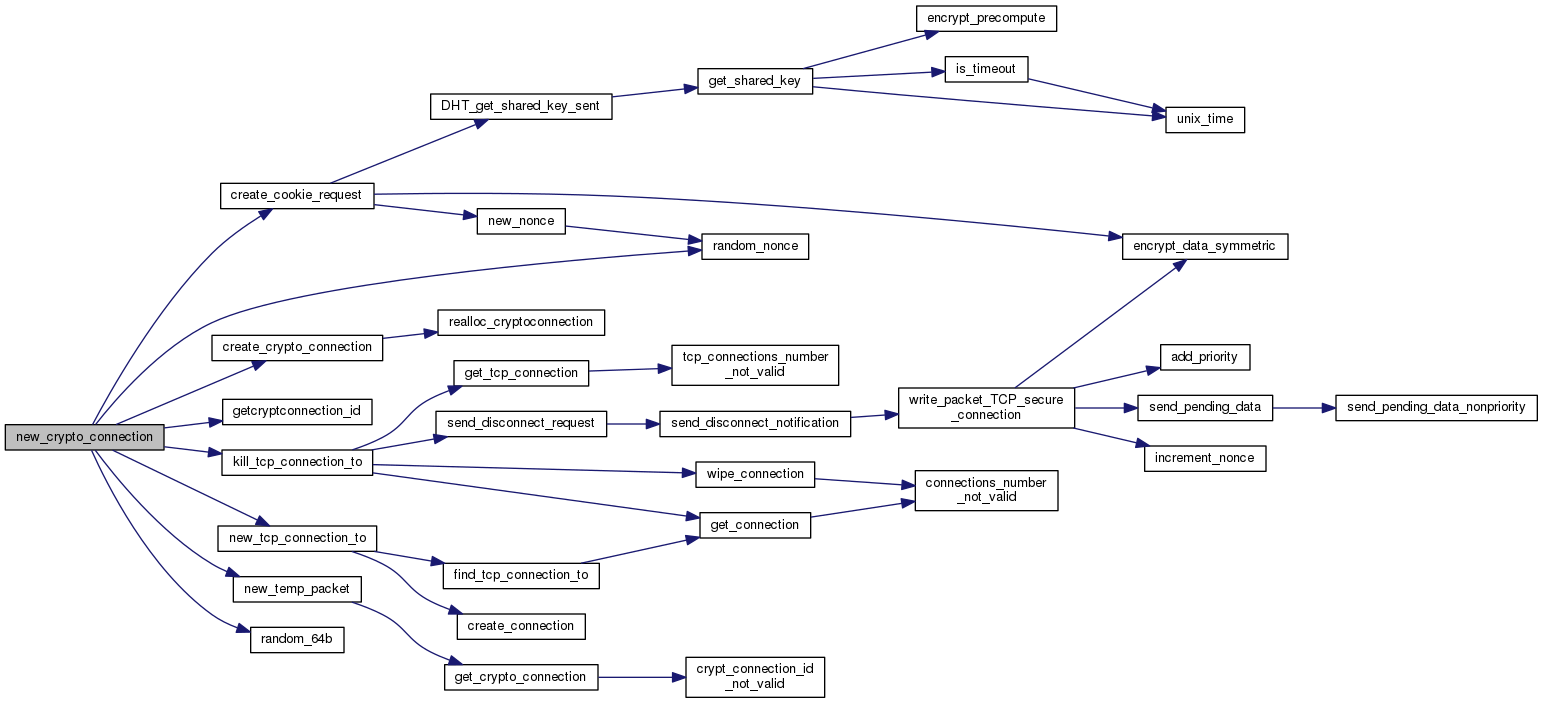 encrypt_precompute
is_timeout
get_shared_key
DHT_get_shared_key_sent
unix_time
create_cookie_request
new_nonce
random_nonce
encrypt_data_symmetric
realloc_cryptoconnection
create_crypto_connection
tcp_connections_number
_not_valid
add_priority
get_tcp_connection
write_packet_TCP_secure
_connection
send_pending_data
send_pending_data_nonpriority
getcryptconnection_id
send_disconnect_request
send_disconnect_notification
new_crypto_connection
increment_nonce
kill_tcp_connection_to
wipe_connection
connections_number
_not_valid
get_connection
new_tcp_connection_to
find_tcp_connection_to
new_temp_packet
create_connection
random_64b
get_crypto_connection
crypt_connection_id
_not_valid